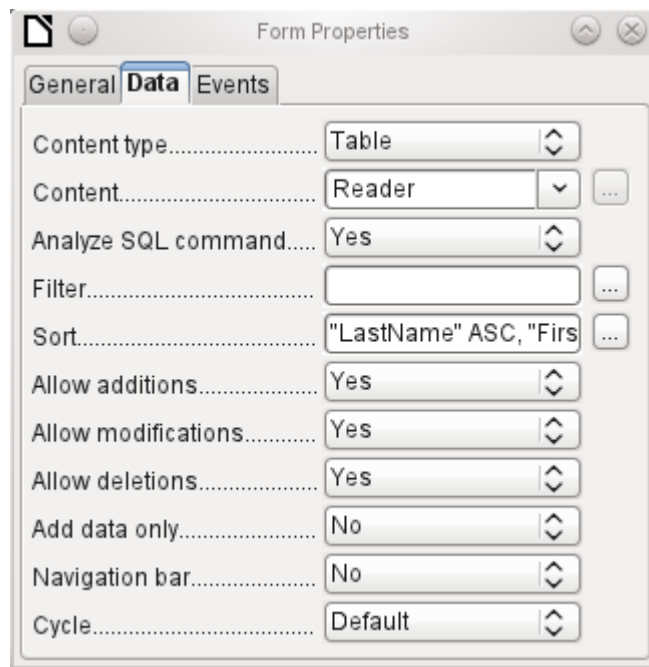 Form Properties
General Data Events
Content type............................ Table
Content................................. Reader ...
Analyze SQL command..... Yes
Filter..................................... ...
Sort....................................... "LastName" ASC, "Firs ...
Allow additions...................... Yes
Allow modifications............ Yes
Allow deletions..................... Yes
Add data only....................... No
Navigation bar...................... No
Cycle.................................... Default